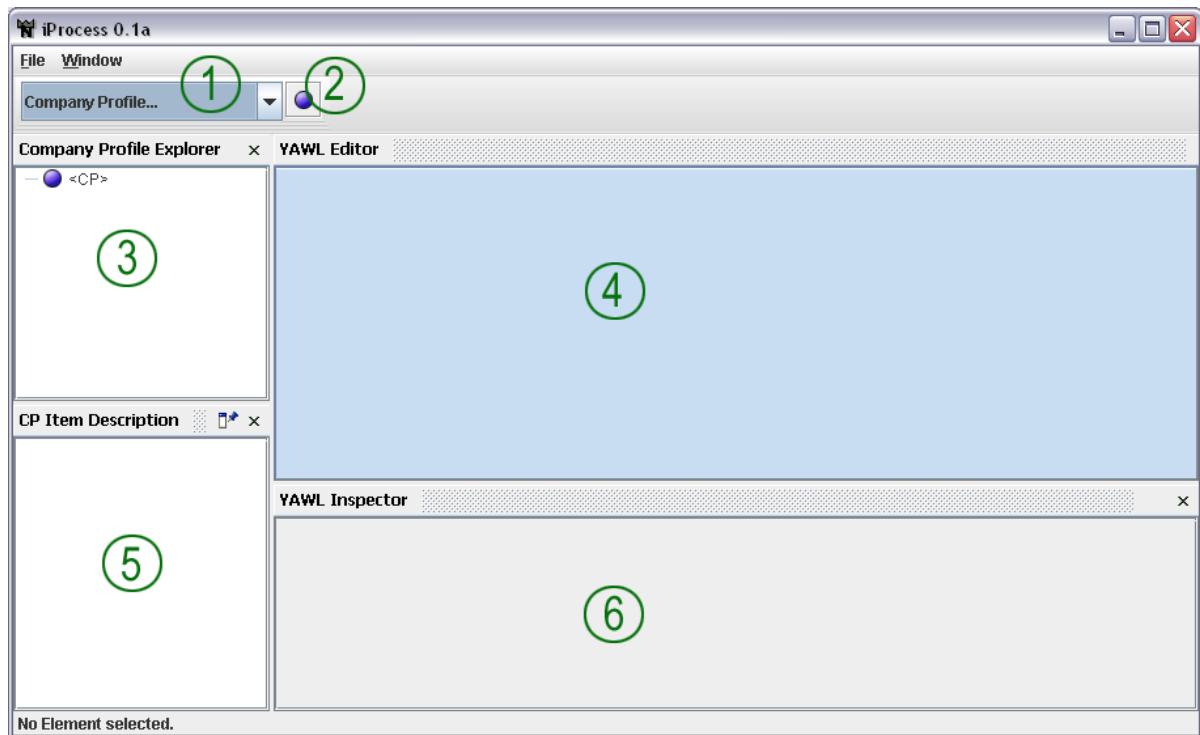 iProcess 0.1a
File Window
1 2
Company Profile...
Company Profile Explorer YAWL Editor
<CP>
3
4
CP Item Description
YAWL Inspector
5
6
No Element selected.